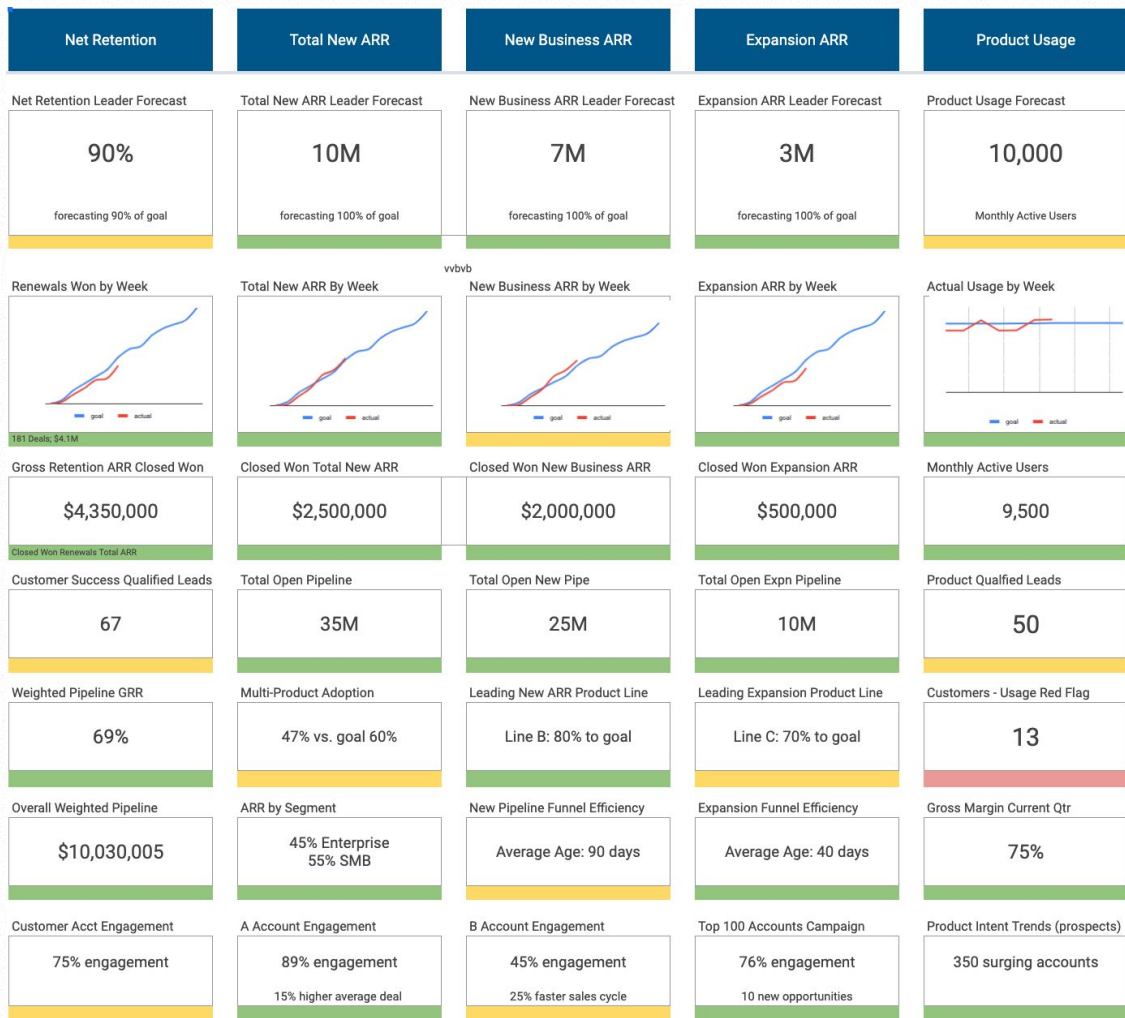 Net Retention
Total New ARR
New Business ARR
Expansion ARR
Product Usage
Net Retention Leader Forecast
Total New ARR Leader Forecast
New Business ARR Leader Forecast
Expansion ARR Leader Forecast
Product Usage Forecast
90%
10M
7M
3M
10,000
forecasting 90% of goal
forecasting 100% of goal
forecasting 100% of goal
forecasting 100% of goal
Monthly Active Users
vvbvb
Renewals Won by Week
Total New ARR By Week
New Business ARR by Week
Expansion ARR by Week
Actual Usage by Week
goal actual
goal actual
goal actual
goal actual
goal actual
181 Deals; $4.1M
Gross Retention ARR Closed Won
Closed Won Total New ARR
Closed Won New Business ARR
Closed Won Expansion ARR
Monthly Active Users
$4,350,000
$2,500,000
$2,000,000
$500,000
9,500
Closed Won Renewals Total ARR
Customer Success Qualified Leads
Total Open Pipeline
Total Open New Pipe
Total Open Expn Pipeline
Product Qualfied Leads
67
35M
25M
10M
50
Weighted Pipeline GRR
Multi-Product Adoption
Leading New ARR Product Line
Leading Expansion Product Line
Customers - Usage Red Flag
69%
47% vs. goal 60%
Line B: 80% to goal
Line C: 70% to goal
13
Overall Weighted Pipeline
ARR by Segment
New Pipeline Funnel Efficiency
Expansion Funnel Efficiency
Gross Margin Current Qtr
$10,030,005
45% Enterprise
55% SMB
Average Age: 90 days
Average Age: 40 days
75%
Customer Acct Engagement
A Account Engagement
B Account Engagement
Top 100 Accounts Campaign
Product Intent Trends (prospects)
75% engagement
89% engagement
45% engagement
76% engagement
350 surging accounts
15% higher average deal
25% faster sales cycle
10 new opportunities